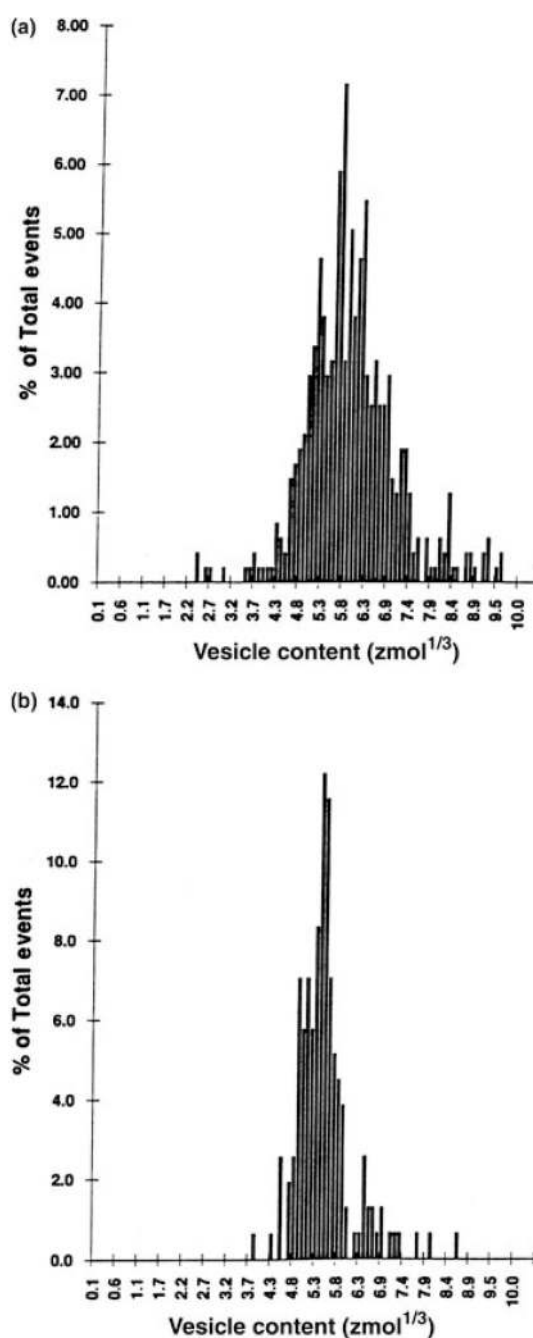 (a)
8.00
7.00
6.00
5.00
4.00
3.00
2.00
1.00
0.00
% of Total events
0.1 0.6 1.1 1.7 2.2 2.7 3.2 3.7 4.3 4.8 5.3 5.8 6.3 6.9 7.4 7.9 8.4 8.9 9.5 10.0
Vesicle content (zmol1/3)
(b)
14.0
12.0
10.0
8.0
6.0
4.0
2.0
0.0
% of Total events
0.1 0.6 1.1 1.7 2.2 2.7 3.2 3.7 4.3 4.8 5.3 5.8 6.3 6.9 7.4 7.9 8.4 8.9 9.5 10.0
Vesicle content (zmol1/3)